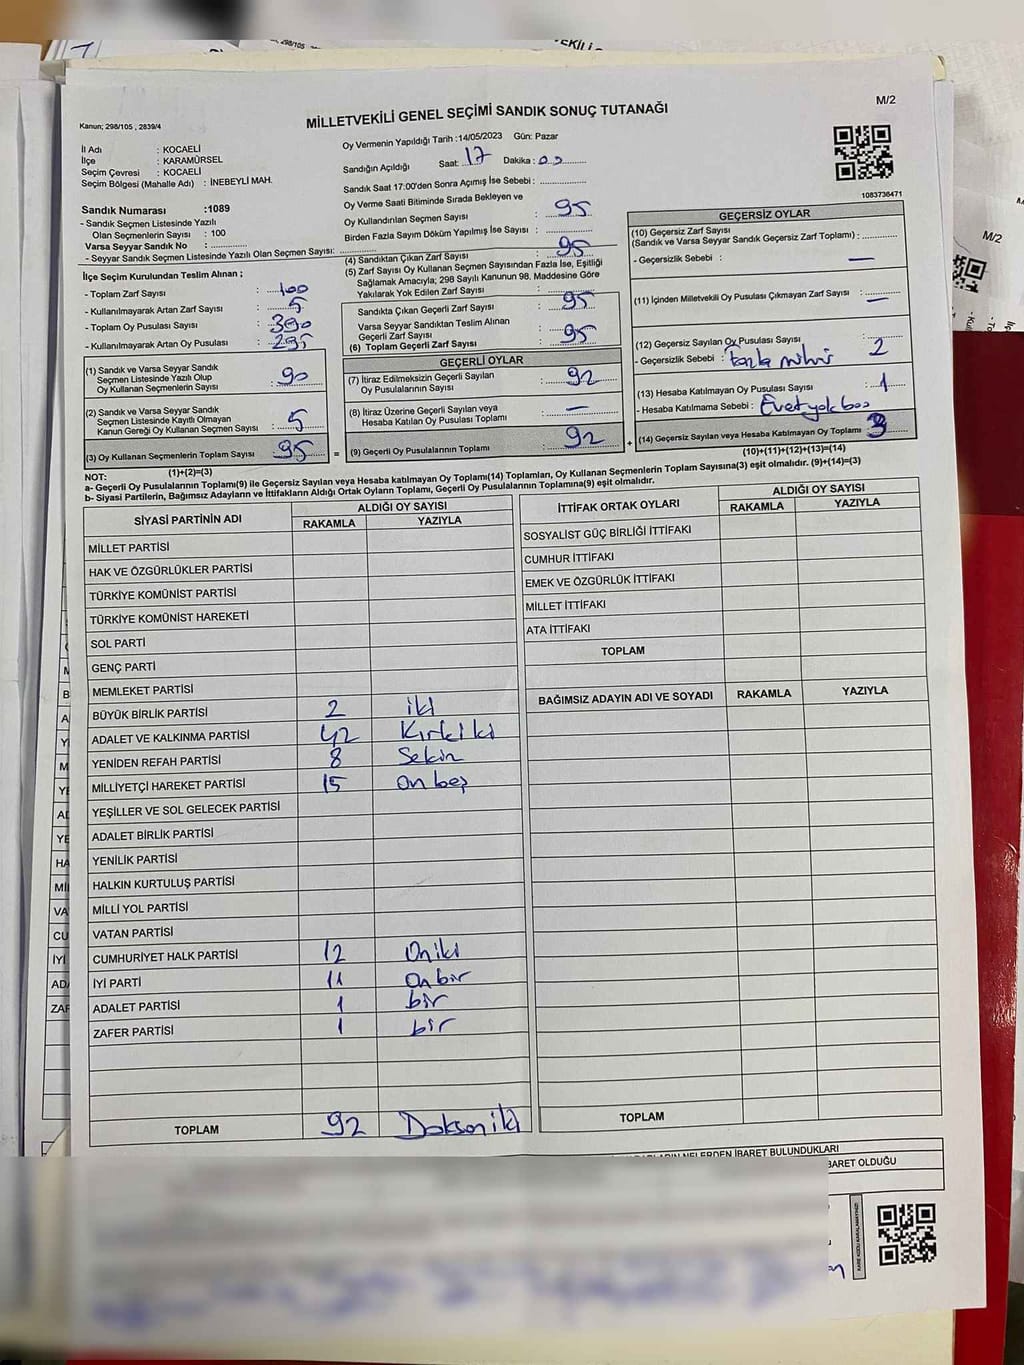 M/2
MİLLETVEKİLİ GENEL SEÇİMİ SANDIK SONUÇ TUTANAĞI
Kanun; 298/105 , 2839/4
İl Adı : KOCAELİ
İlçe : KARAMÜRSEL
Seçim Çevresi : KOCAELİ
Seçim Bölgesi (Mahalle Adı) : İNEBEYLİ MAH.
Sandık Numarası :1089
- Sandık Seçmen Listesinde Yazılı
Olan Seçmenlerin Sayısı : 100
Varsa Seyyar Sandık No :
- Seyyar Sandık Seçmen Listesinde Yazılı Olan Seçmen Sayısı:
İlçe Seçim Kurulundan Teslim Alınan ;
- Toplam Zarf Sayısı : 100
- Kullanılmayarak Artan Zarf Sayısı : 5
- Toplam Oy Pusulası Sayısı : 390
- Kullanılmayarak Artan Oy Pusulası : 295
(1) Sandık ve Varsa Seyyar Sandık
Seçmen Listesinde Yazılı Olup
Oy Kullanan Seçmenlerin Sayısı : 90
(2) Sandık ve Varsa Seyyar Sandık
Seçmen Listesinde Kayıtlı Olmayan
Kanun Gereği Oy Kullanan Seçmen Sayısı : 5
(3) Oy Kullanan Seçmenlerin Toplam Sayısı : 95
(1)+(2)=(3)
Oy Vermenin Yapıldığı Tarih :14/05/2023 Gün: Pazar
Sandığın Açıldığı Saat: 17 Dakika : 00
Sandık Saat 17:00'den Sonra Açımış İse Sebebi :
Oy Verme Saati Bitiminde Sırada Bekleyen ve
Oy Kullandırılan Seçmen Sayısı : 95
Birden Fazla Sayım Döküm Yapılmış İse Sayısı :
(4) Sandıktan Çıkan Zarf Sayısı : 95
(5) Zarf Sayısı Oy Kullanan Seçmen Sayısından Fazla İse, Eşitliği
Sağlamak Amacıyla; 298 Sayılı Kanunun 98. Maddesine Göre
Yakılarak Yok Edilen Zarf Sayısı :
Sandıkta Çıkan Geçerli Zarf Sayısı : 95
Varsa Seyyar Sandıktan Teslim Alınan
Geçerli Zarf Sayısı :
(6) Toplam Geçerli Zarf Sayısı : 95
GEÇERLİ OYLAR
(7) İtiraz Edilmeksizin Geçerli Sayılan
Oy Pusulalarının Sayısı : 92
(8) İtiraz Üzerine Geçerli Sayılan veya
Hesaba Katılan Oy Pusulası Toplamı : —
= (9) Geçerli Oy Pusulalarının Toplamı : 92
1083736471
GEÇERSİZ OYLAR
(10) Geçersiz Zarf Sayısı
(Sandık ve Varsa Seyyar Sandık Geçersiz Zarf Toplamı) :
- Geçersizlik Sebebi : —
(11) İçinden Milletvekili Oy Pusulası Çıkmayan Zarf Sayısı : —
(12) Geçersiz Sayılan Oy Pusulası Sayısı : 2
- Geçersizlik Sebebi : fazla mühür
(13) Hesaba Katılmayan Oy Pusulası Sayısı : 1
- Hesaba Katılmama Sebebi : Evet yok boş
+ (14) Geçersiz Sayılan veya Hesaba Katılmayan Oy Toplamı : 3
(10)+(11)+(12)+(13)=(14)
NOT:
a- Geçerli Oy Pusulalarının Toplamı(9) ile Geçersiz Sayılan veya Hesaba katılmayan Oy Toplamı(14) Toplamları, Oy Kullanan Seçmenlerin Toplam Sayısına(3) eşit olmalıdır. (9)+(14)=(3)
b- Siyasi Partilerin, Bağımsız Adayların ve İttifakların Aldığı Ortak Oyların Toplamı, Geçerli Oy Pusulalarının Toplamına(9) eşit olmalıdır.
SİYASİ PARTİNİN ADI ALDIĞI OY SAYISI
RAKAMLA YAZIYLA
MİLLET PARTİSİ
HAK VE ÖZGÜRLÜKLER PARTİSİ
TÜRKİYE KOMÜNİST PARTİSİ
TÜRKİYE KOMÜNİST HAREKETİ
SOL PARTİ
GENÇ PARTİ
MEMLEKET PARTİSİ
BÜYÜK BİRLİK PARTİSİ 2 iki
ADALET VE KALKINMA PARTİSİ 42 Kırkiki
YENİDEN REFAH PARTİSİ 8 Sekiz
MİLLİYETÇİ HAREKET PARTİSİ 15 on beş
YEŞİLLER VE SOL GELECEK PARTİSİ
ADALET BİRLİK PARTİSİ
YENİLİK PARTİSİ
HALKIN KURTULUŞ PARTİSİ
MİLLİ YOL PARTİSİ
VATAN PARTİSİ
CUMHURİYET HALK PARTİSİ 12 Oniki
İYİ PARTİ 11 Onbir
ADALET PARTİSİ 1 bir
ZAFER PARTİSİ 1 bir
TOPLAM 92 Doksan iki
İTTİFAK ORTAK OYLARI ALDIĞI OY SAYISI
RAKAMLA YAZIYLA
SOSYALİST GÜÇ BİRLİĞİ İTTİFAKI
CUMHUR İTTİFAKI
EMEK VE ÖZGÜRLÜK İTTİFAKI
MİLLET İTTİFAKI
ATA İTTİFAKI
TOPLAM
BAĞIMSIZ ADAYIN ADI VE SOYADI RAKAMLA YAZIYLA
TOPLAM
NELERDEN İBARET BULUNDUKLARI
BARET OLDUĞU
M/2